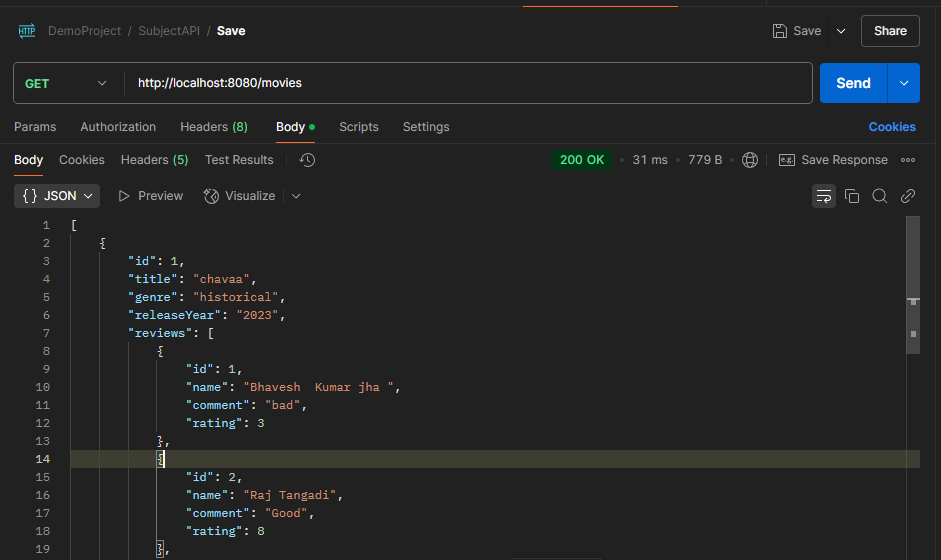 HTTP DemoProject / SubjectAPI / Save Save Share
GET http://localhost:8080/movies Send
Params Authorization Headers (8) Body Scripts Settings Cookies
Body Cookies Headers (5) Test Results 200 OK • 31 ms • 779 B • e.g. Save Response
{} JSON Preview Visualize
1 [
2 {
3 "id": 1,
4 "title": "chavaa",
5 "genre": "historical",
6 "releaseYear": "2023",
7 "reviews": [
8 {
9 "id": 1,
10 "name": "Bhavesh  Kumar jha ",
11 "comment": "bad",
12 "rating": 3
13 },
14 {
15 "id": 2,
16 "name": "Raj Tangadi",
17 "comment": "Good",
18 "rating": 8
19 },